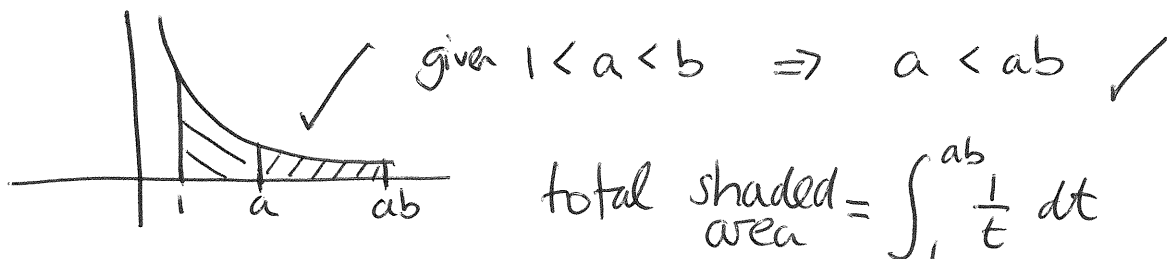 given 1 < a < b ⇒ a < ab ✓
1 a ab
total shaded area = ∫₁^{ab} 1/t dt